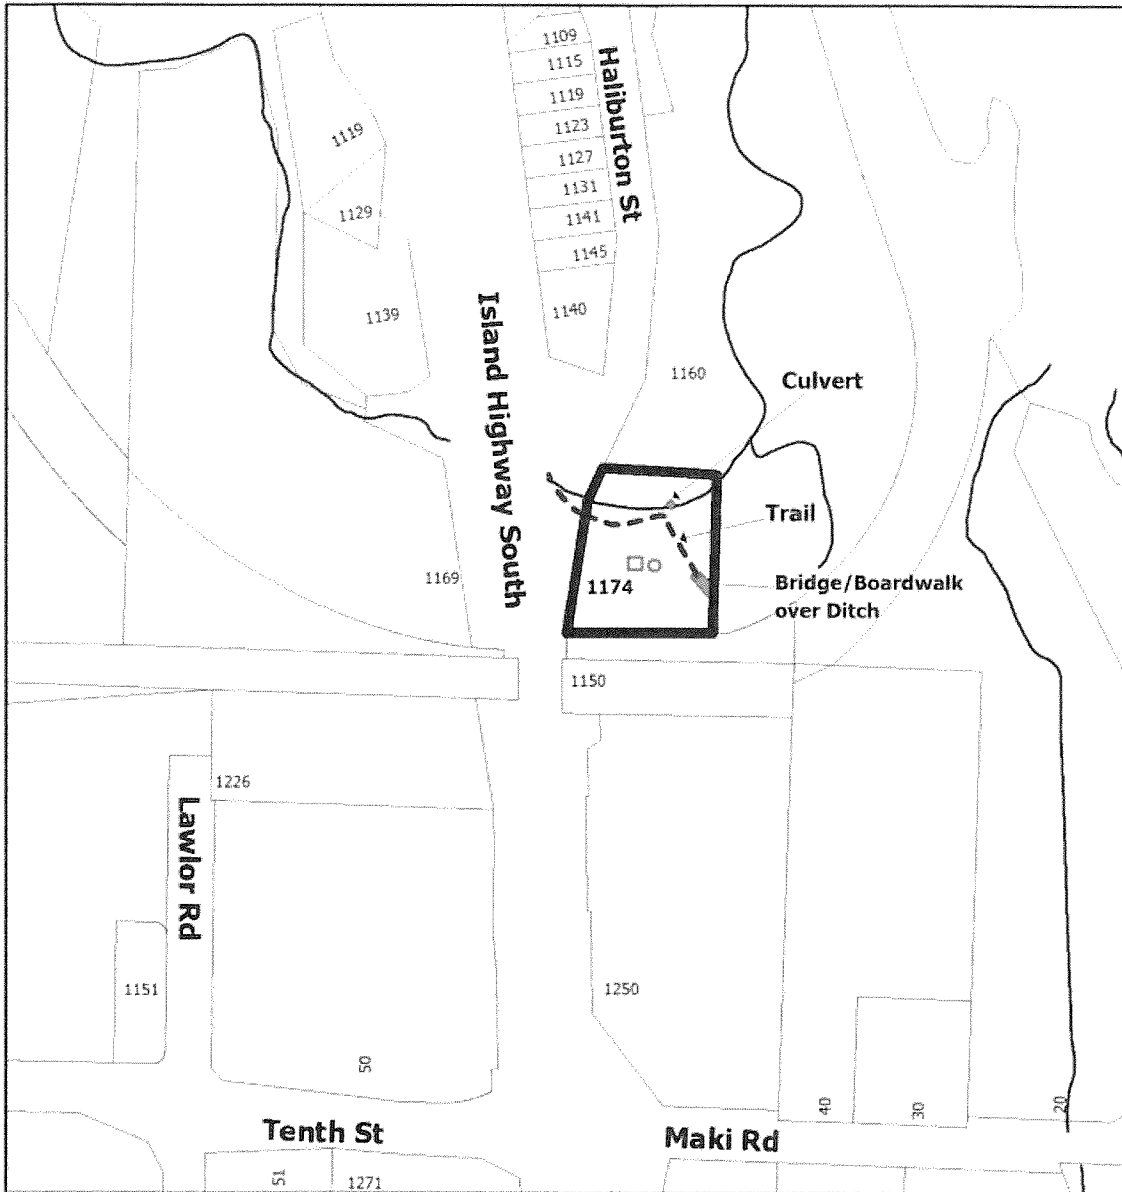 1109
1115
1119
1123
1127
1131
1141
1145
1140
Haliburton St
1119
1129
1139
Island Highway South
1160
Culvert
Trail
1169
1174
Bridge/Boardwalk
over Ditch
1150
1226
Lawlor Rd
1151
1250
50
40
30
20
Tenth St
Maki Rd
51
1271